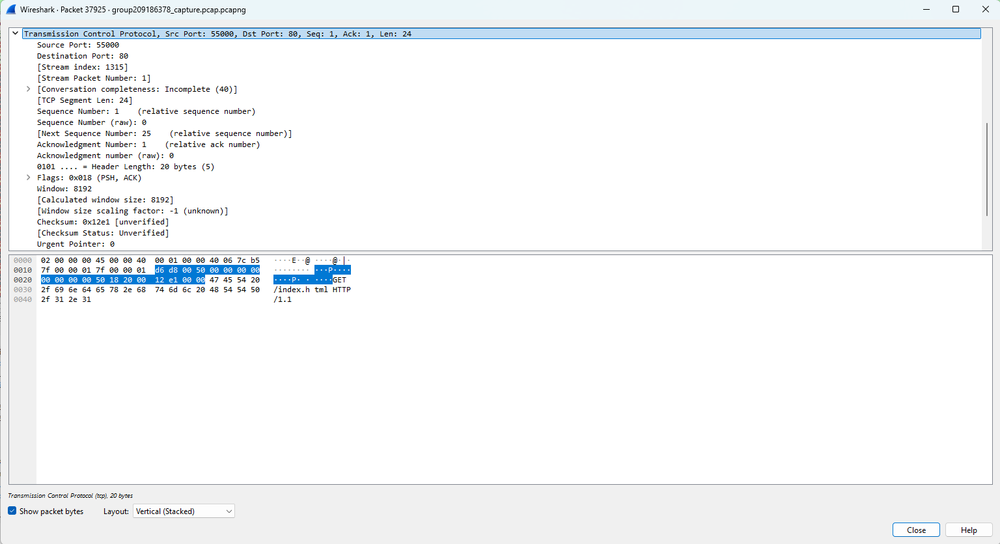 Wireshark · Packet 37925 · group209186378_capture.pcap.pcapng
Transmission Control Protocol, Src Port: 55000, Dst Port: 80, Seq: 1, Ack: 1, Len: 24
Source Port: 55000
Destination Port: 80
[Stream index: 1315]
[Stream Packet Number: 1]
[Conversation completeness: Incomplete (40)]
[TCP Segment Len: 24]
Sequence Number: 1    (relative sequence number)
Sequence Number (raw): 0
[Next Sequence Number: 25    (relative sequence number)]
Acknowledgment Number: 1    (relative ack number)
Acknowledgment number (raw): 0
0101 .... = Header Length: 20 bytes (5)
Flags: 0x018 (PSH, ACK)
Window: 8192
[Calculated window size: 8192]
[Window size scaling factor: -1 (unknown)]
Checksum: 0x12e1 [unverified]
[Checksum Status: Unverified]
Urgent Pointer: 0
0000 02 00 00 00 45 00 00 40 00 01 00 00 40 06 7c b5 ····E··@ ····@·|·
0010 7f 00 00 01 7f 00 00 01 d6 d8 00 50 00 00 00 00 ········ ···P····
0020 00 00 00 00 50 18 20 00 12 e1 00 00 47 45 54 20 ····P· · ····GET
0030 2f 69 6e 64 65 78 2e 68 74 6d 6c 20 48 54 54 50 /index.h tml HTTP
0040 2f 31 2e 31 /1.1
Transmission Control Protocol (tcp), 20 bytes
Show packet bytes Layout: Vertical (Stacked)
Close Help